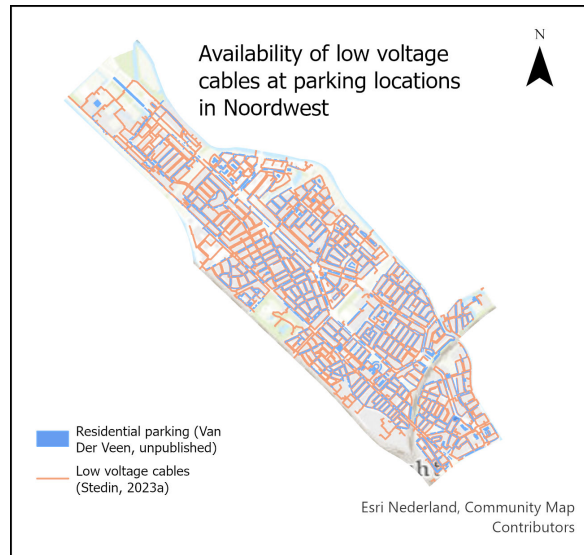 Availability of low voltage
cables at parking locations
in Noordwest
N
Residential parking (Van
Der Veen, unpublished)
Low voltage cables
(Stedin, 2023a)
ht
Esri Nederland, Community Map
Contributors